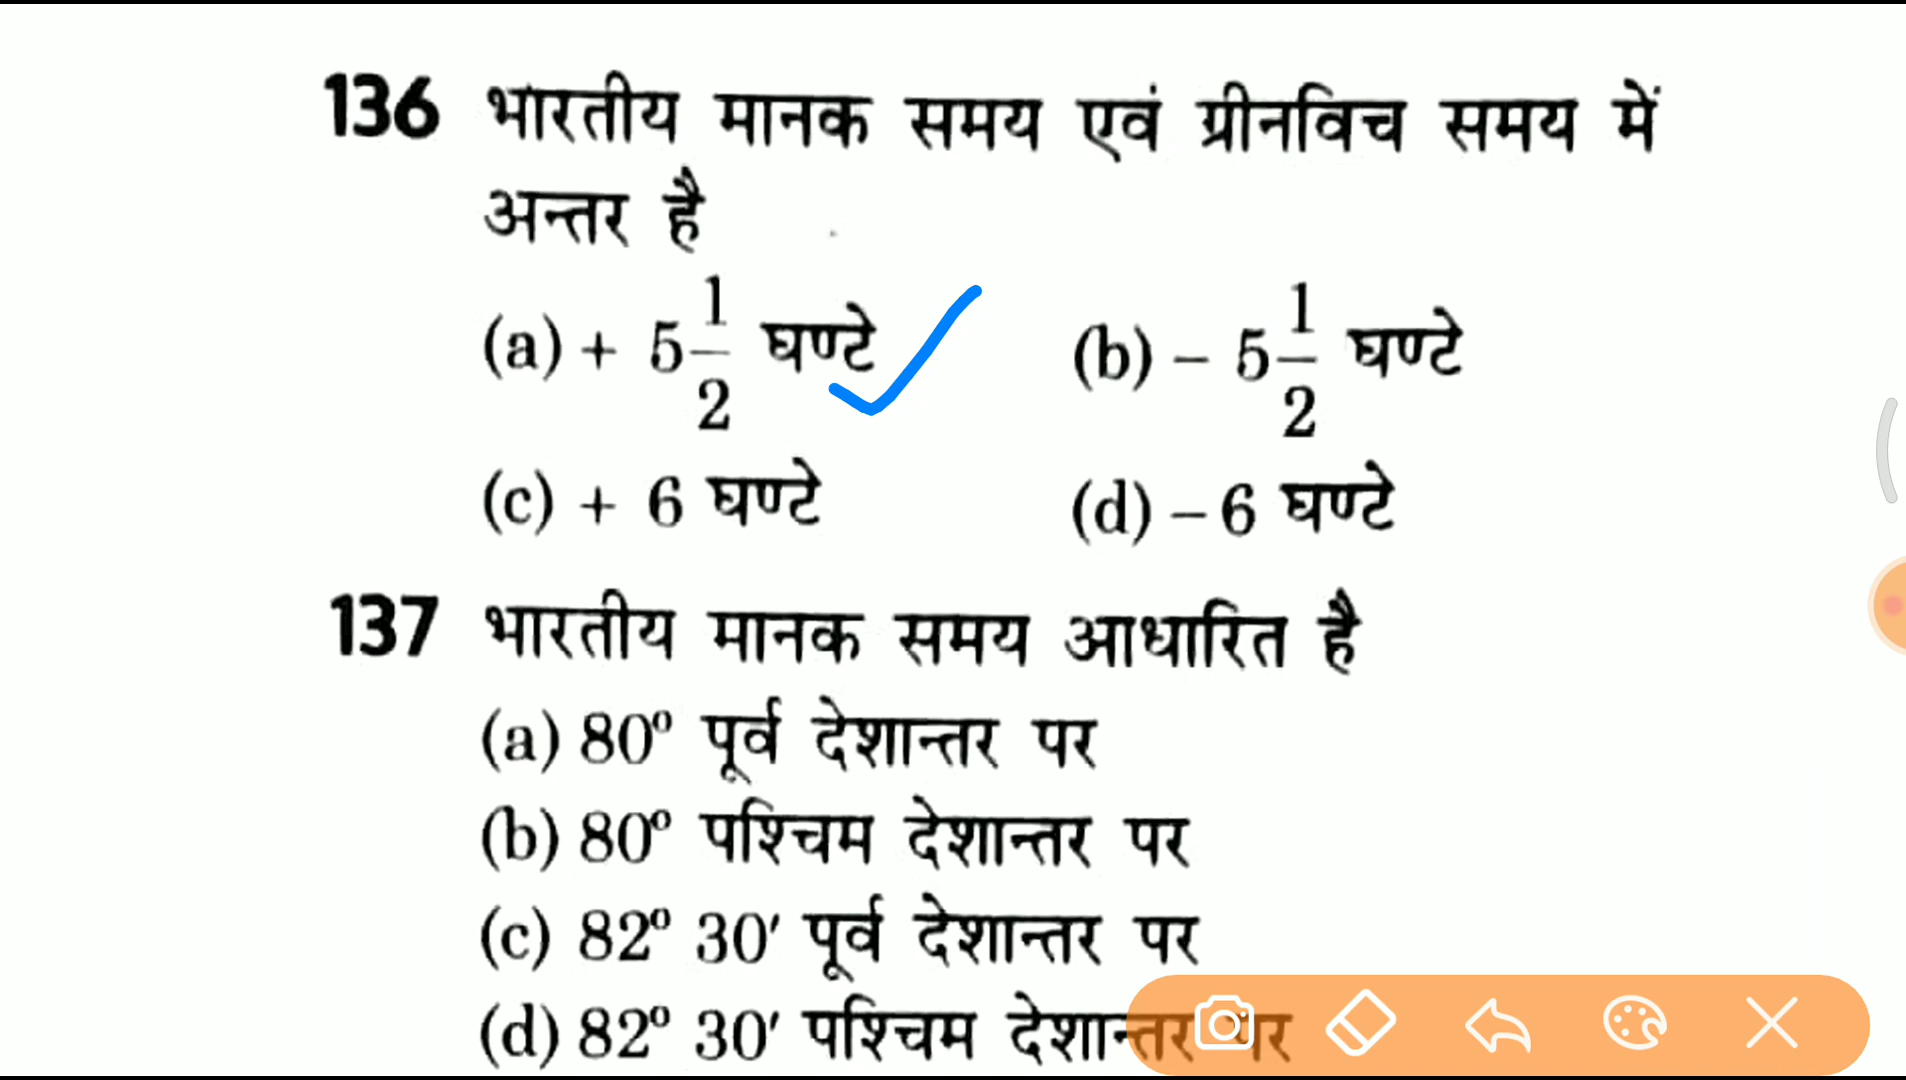 136 भारतीय मानक समय एवं ग्रीनविच समय में
अन्तर है
(a) + 5 1/2 घण्टे (b) – 5 1/2 घण्टे
(c) + 6 घण्टे (d) – 6 घण्टे
137 भारतीय मानक समय आधारित है
(a) 80° पूर्व देशान्तर पर
(b) 80° पश्चिम देशान्तर पर
(c) 82° 30′ पूर्व देशान्तर पर
(d) 82° 30′ पश्चिम देशान्तर पर